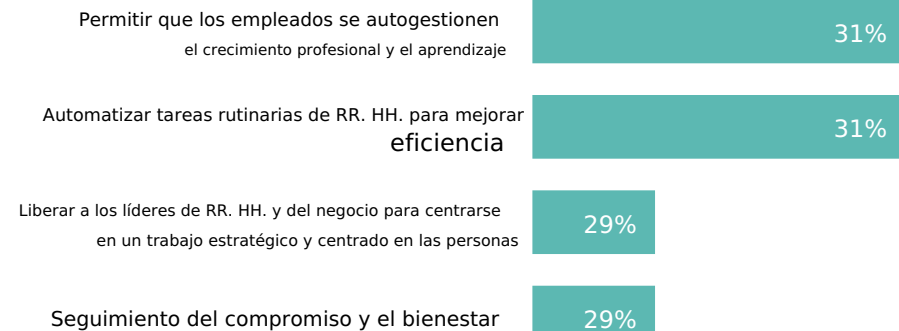 Permitir que los empleados se autogestionen
el crecimiento profesional y el aprendizaje
31%
Automatizar tareas rutinarias de RR. HH. para mejorar
eficiencia
31%
Liberar a los líderes de RR. HH. y del negocio para centrarse
en un trabajo estratégico y centrado en las personas
29%
Seguimiento del compromiso y el bienestar
29%